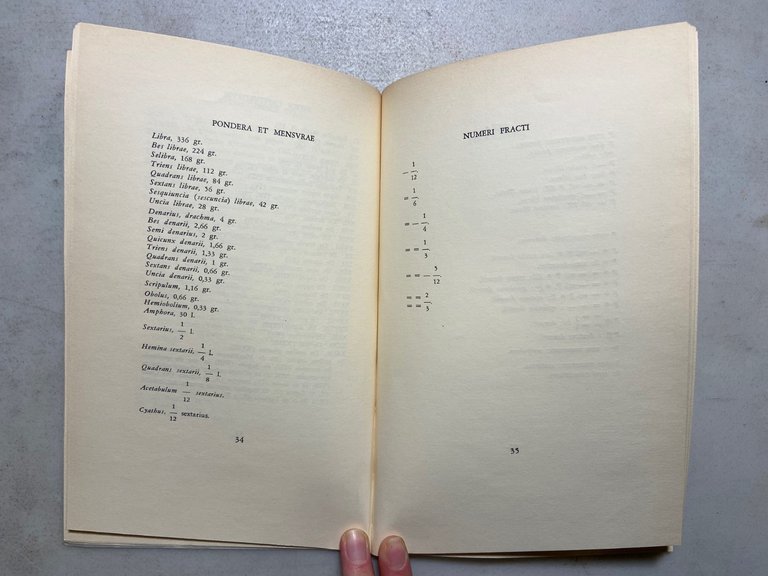 PONDERA ET MENSVRAE
Libra, 336 gr.
Bes librae, 224 gr.
Selibra, 168 gr.
Triens librae, 112 gr.
Quadrans librae, 84 gr.
Sextans librae, 56 gr.
Sesquiuncia (sescuncia) librae, 42 gr.
Uncia librae, 28 gr.
Denarius, drachma, 4 gr.
Bes denarii, 2,66 gr.
Semi denarius, 2 gr.
Quicunx denarii, 1,66 gr.
Triens denarii, 1,33 gr.
Quadrans denarii, 1 gr.
Sextans denarii, 0,66 gr.
Uncia denarii, 0,33 gr.
Scripulum, 1,16 gr.
Obolus, 0,66 gr.
Hemiobolium, 0,33 gr.
Amphora, 30 l.
Sextarius, 1/2 l.
Hemina sextarii, 1/4 l.
Quadrans sextarii, 1/8 l.
Acetabulum 1/12 sextarius.
Cyathus. 1/12 sextarius.
34
NUMERI FRACTI
— 1/12
= 1/6
= — 1/4
= = 1/3
= = — 5/12
= = 2/3
= =
35